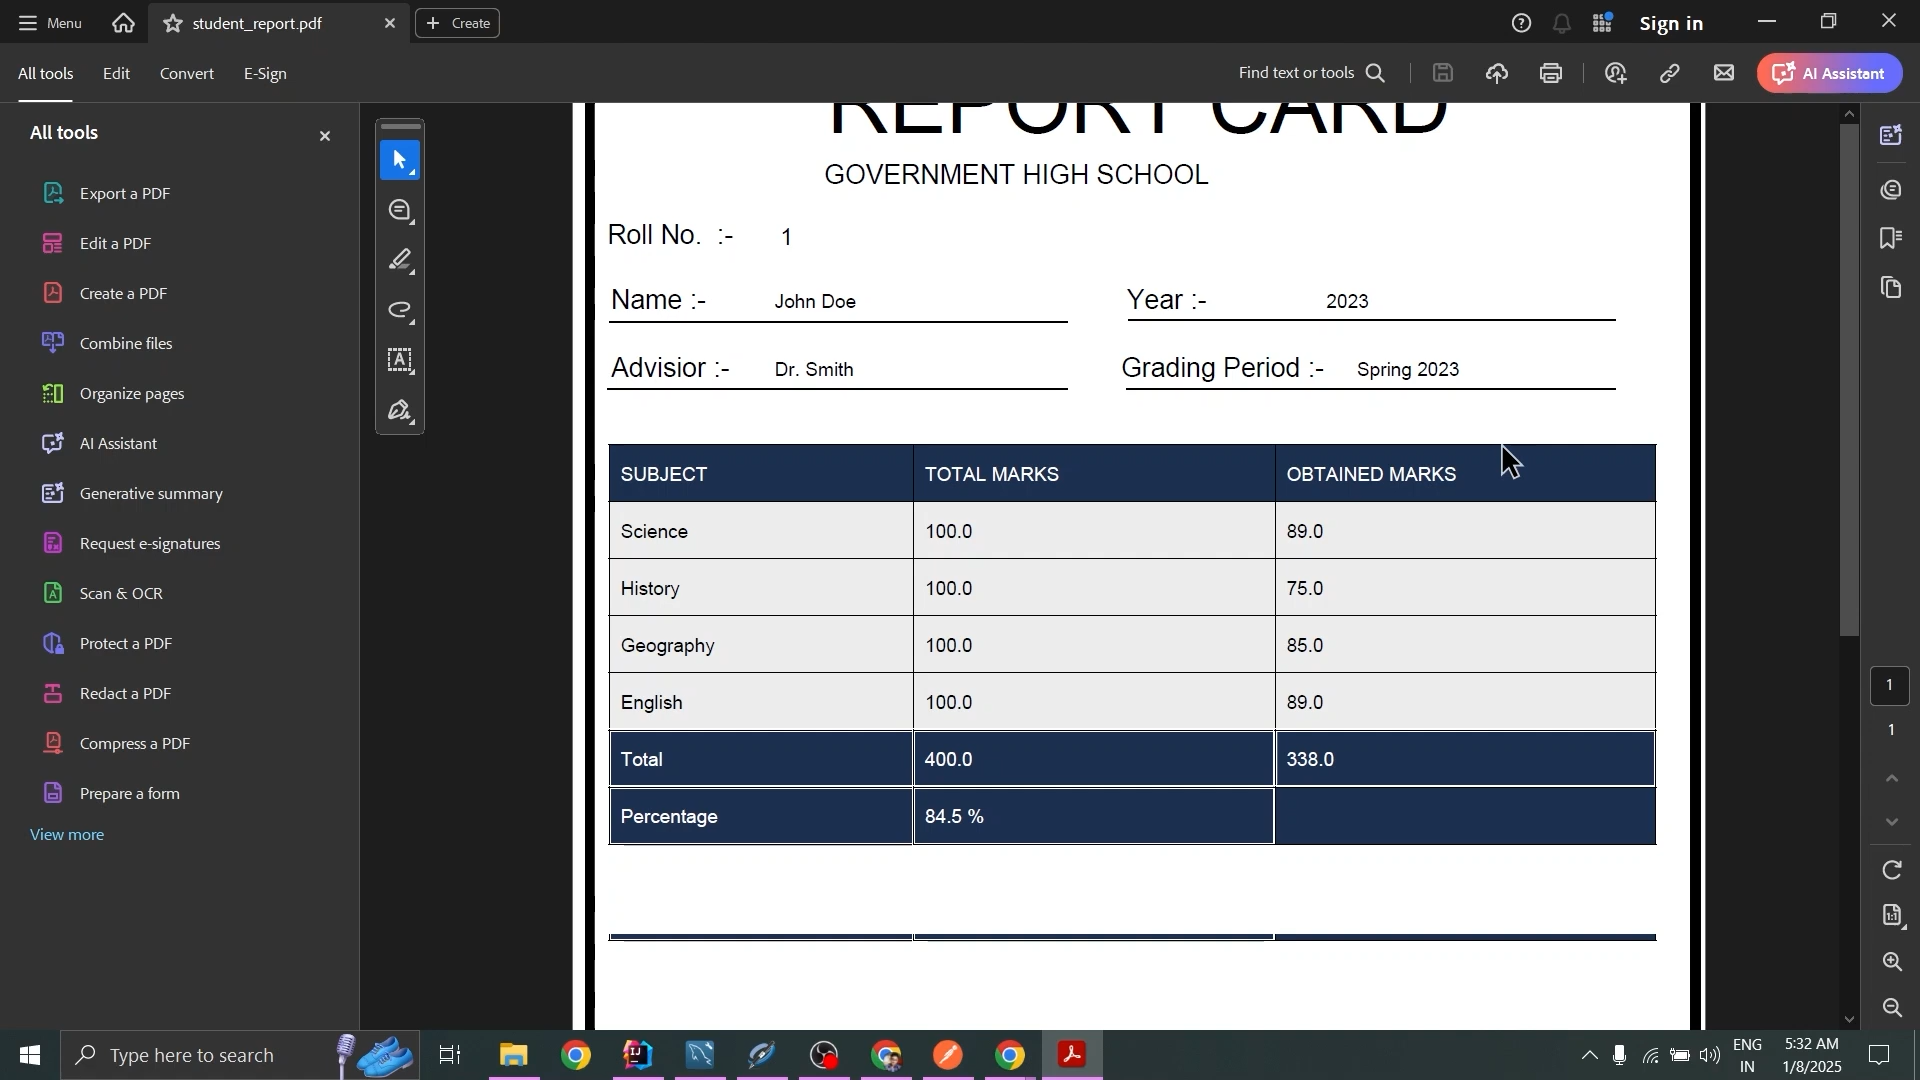 Menu
student_report.pdf
Create
Sign in
All tools
Edit
Convert
E-Sign
Find text or tools
AI Assistant
All tools
Export a PDF
Edit a PDF
Create a PDF
Combine files
Organize pages
AI Assistant
Generative summary
Request e-signatures
Scan & OCR
Protect a PDF
Redact a PDF
Compress a PDF
Prepare a form
View more
REPORT CARD
GOVERNMENT HIGH SCHOOL
Roll No. :- 1
Name :- John Doe Year :- 2023
Advisior :- Dr. Smith Grading Period :- Spring 2023
SUBJECT TOTAL MARKS OBTAINED MARKS
Science 100.0 89.0
History 100.0 75.0
Geography 100.0 85.0
English 100.0 89.0
Total 400.0 338.0
Percentage 84.5 %
1
1
Type here to search
ENG
IN
5:32 AM
1/8/2025